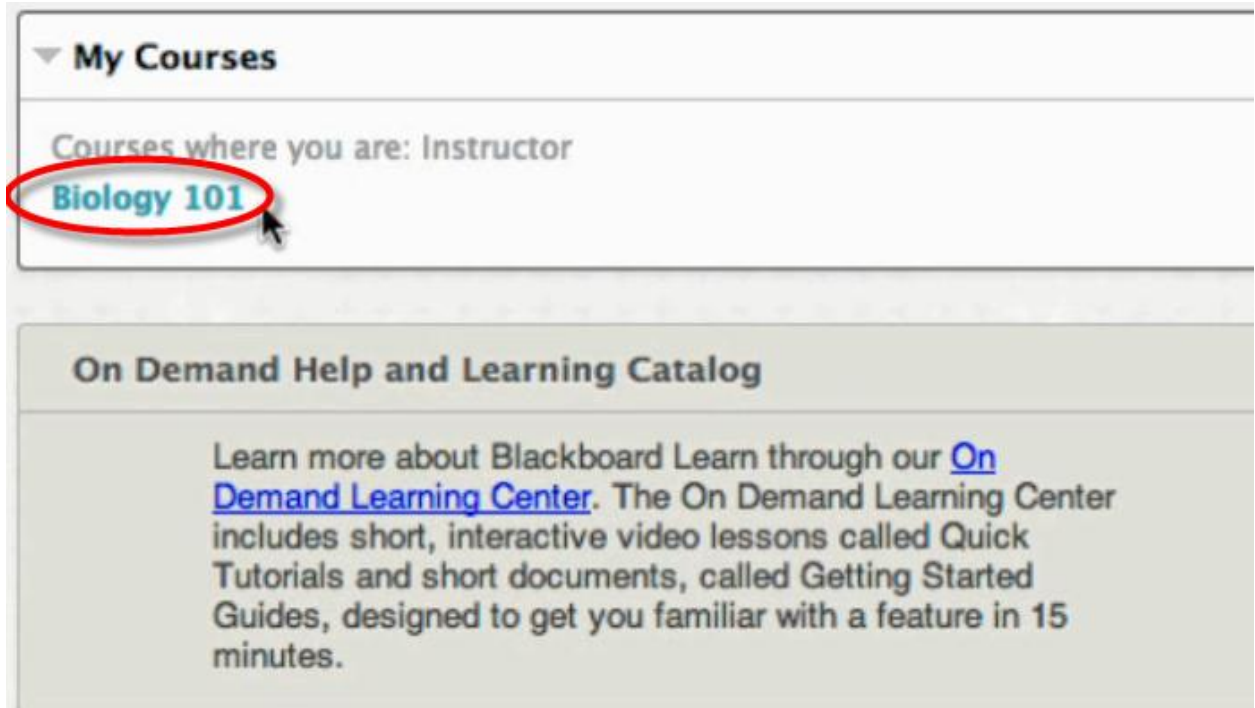 My Courses
Courses where you are: Instructor
Biology 101
On Demand Help and Learning Catalog
Learn more about Blackboard Learn through our On
Demand Learning Center. The On Demand Learning Center
includes short, interactive video lessons called Quick
Tutorials and short documents, called Getting Started
Guides, designed to get you familiar with a feature in 15
minutes.